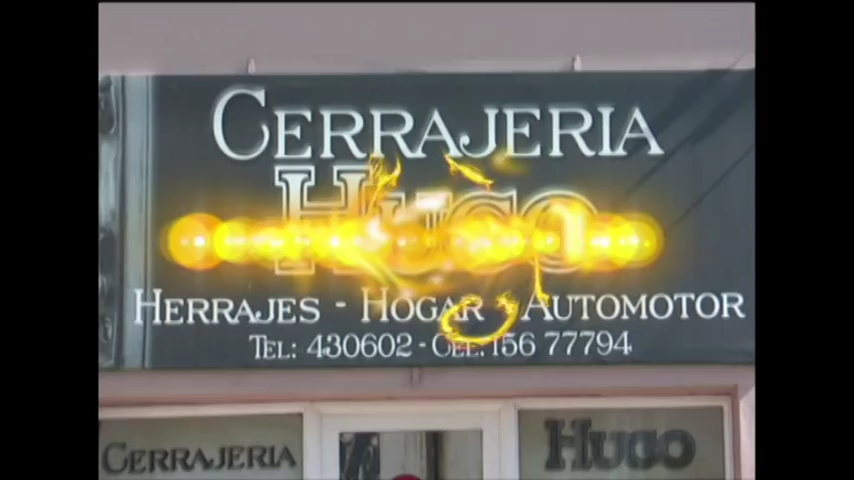 CERRAJERIA
HUGO
HERRAJES - HOGAR - AUTOMOTOR
TEL: 430602 - CEL: 156 77794
CERRAJERIA
HUGO